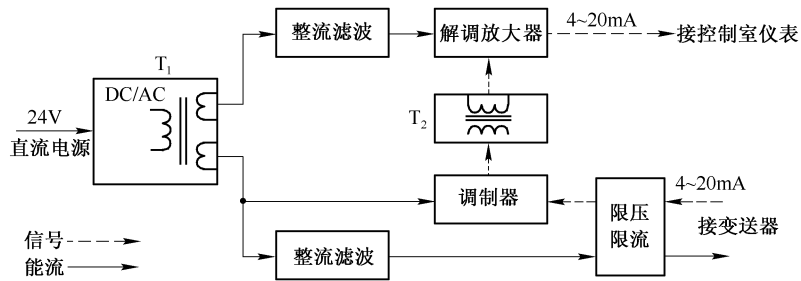 整流滤波
解调放大器
4~20mA
接控制室仪表
T1
DC/AC
24V
直流电源
T2
调制器
限压
限流
4~20mA
接变送器
信号
能流
整流滤波